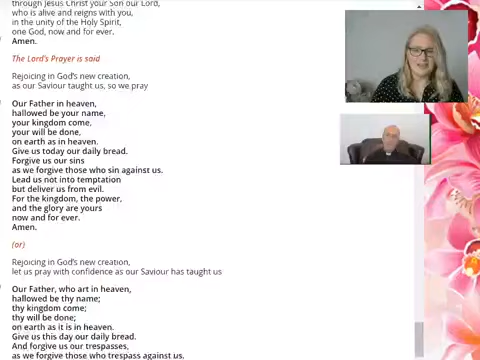 through Jesus Christ your Son our Lord,
who is alive and reigns with you,
in the unity of the Holy Spirit,
one God, now and for ever.
Amen.
The Lord's Prayer is said
Rejoicing in God's new creation,
as our Saviour taught us, so we pray
Our Father in heaven,
hallowed be your name,
your kingdom come,
your will be done,
on earth as in heaven.
Give us today our daily bread.
Forgive us our sins
as we forgive those who sin against us.
Lead us not into temptation
but deliver us from evil.
For the kingdom, the power,
and the glory are yours
now and for ever.
Amen.
(or)
Rejoicing in God's new creation,
let us pray with confidence as our Saviour has taught us
Our Father, who art in heaven,
hallowed be thy name;
thy kingdom come;
thy will be done;
on earth as it is in heaven.
Give us this day our daily bread.
And forgive us our trespasses,
as we forgive those who trespass against us.